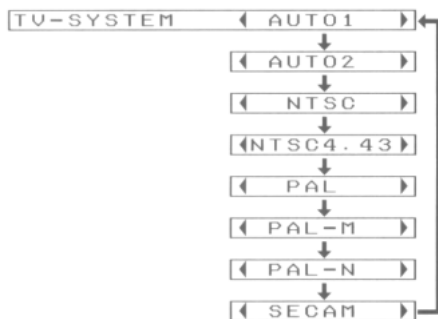 TV-SYSTEM AUTO1
AUTO2
NTSC
NTSC4.43
PAL
PAL-M
PAL-N
SECAM